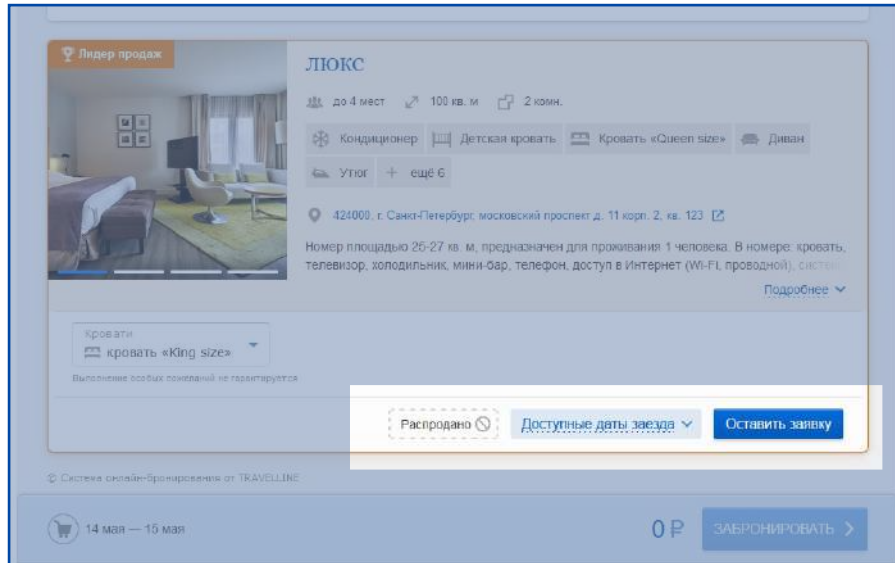 Лидер продаж
ЛЮКС
до 4 мест 100 кв. м 2 комн.
Кондиционер Детская кровать Кровать «Queen size» Диван
Утюг + ещё 6
424000, г. Санкт-Петербург, московский проспект д. 11 корп. 2, кв. 123
Номер площадью 25-27 кв. м, предназначен для проживания 1 человека. В номере: кровать,
телевизор, холодильник, мини-бар, телефон, доступ в Интернет (Wi-Fi, проводной),
Подробнее
Кровати
кровать «King size»
Выполнение особых пожеланий не гарантируется
Распродано Доступные даты заезда Оставить заявку
© Система онлайн-бронирования от TRAVELLINE
14 мая — 15 мая 0 ₽ ЗАБРОНИРОВАТЬ